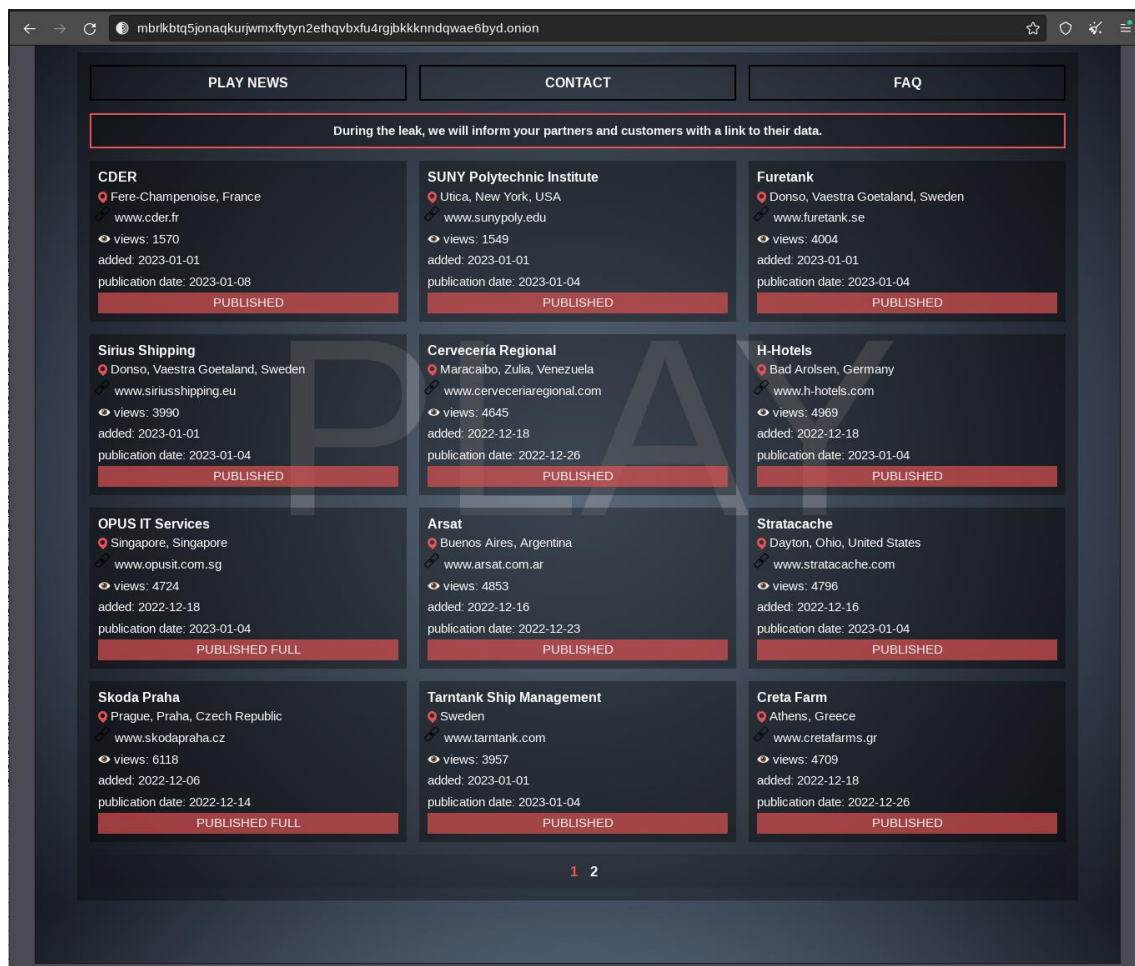 mbrlkbtq5jonaqkurjwmxftytyn2ethqvbxfu4rgjbkkknndqwae6byd.onion
PLAY NEWS
CONTACT
FAQ
During the leak, we will inform your partners and customers with a link to their data.
CDER
Fere-Champenoise, France
www.cder.fr
views: 1570
added: 2023-01-01
publication date: 2023-01-08
PUBLISHED
SUNY Polytechnic Institute
Utica, New York, USA
www.sunypoly.edu
views: 1549
added: 2023-01-01
publication date: 2023-01-04
PUBLISHED
Furetank
Donso, Vaestra Goetaland, Sweden
www.furetank.se
views: 4004
added: 2023-01-01
publication date: 2023-01-04
PUBLISHED
Sirius Shipping
Donso, Vaestra Goetaland, Sweden
www.siriusshipping.eu
views: 3990
added: 2023-01-01
publication date: 2023-01-04
PUBLISHED
Cervecería Regional
Maracaibo, Zulia, Venezuela
www.cerveceriaregional.com
views: 4645
added: 2022-12-18
publication date: 2022-12-26
PUBLISHED
H-Hotels
Bad Arolsen, Germany
www.h-hotels.com
views: 4969
added: 2022-12-18
publication date: 2023-01-04
PUBLISHED
PLAY
OPUS IT Services
Singapore, Singapore
www.opusit.com.sg
views: 4724
added: 2022-12-18
publication date: 2023-01-04
PUBLISHED FULL
Arsat
Buenos Aires, Argentina
www.arsat.com.ar
views: 4853
added: 2022-12-16
publication date: 2022-12-23
PUBLISHED
Stratacache
Dayton, Ohio, United States
www.stratacache.com
views: 4796
added: 2022-12-16
publication date: 2023-01-04
PUBLISHED
Skoda Praha
Prague, Praha, Czech Republic
www.skodapraha.cz
views: 6118
added: 2022-12-06
publication date: 2022-12-14
PUBLISHED FULL
Tarntank Ship Management
Sweden
www.tarntank.com
views: 3957
added: 2023-01-01
publication date: 2023-01-04
PUBLISHED
Creta Farm
Athens, Greece
www.cretafarms.gr
views: 4709
added: 2022-12-18
publication date: 2022-12-26
PUBLISHED
1 2